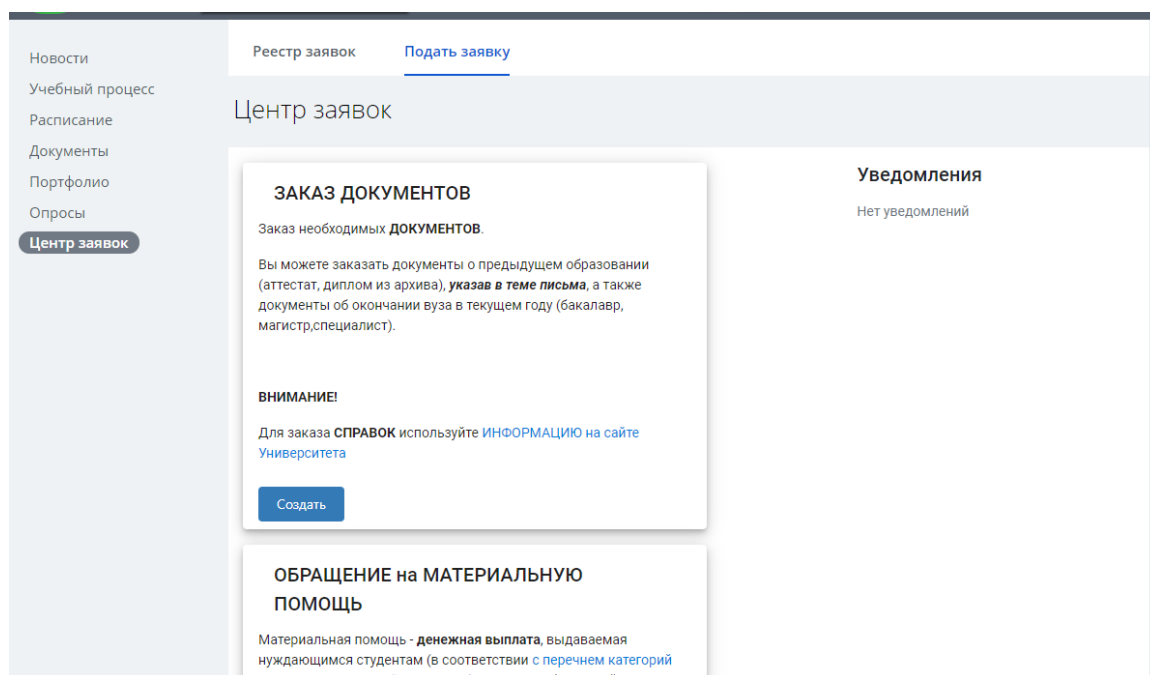 Реестр заявок
Подать заявку
Новости
Учебный процесс
Расписание
Документы
Портфолио
Опросы
Центр заявок
Центр заявок
ЗАКАЗ ДОКУМЕНТОВ
Заказ необходимых ДОКУМЕНТОВ.
Вы можете заказать документы о предыдущем образовании
(аттестат, диплом из архива), указав в теме письма, а также
документы об окончании вуза в текущем году (бакалавр,
магистр,специалист).
ВНИМАНИЕ!
Для заказа СПРАВОК используйте ИНФОРМАЦИЮ на сайте
Университета
Создать
ОБРАЩЕНИЕ на МАТЕРИАЛЬНУЮ
ПОМОЩЬ
Материальная помощь - денежная выплата, выдаваемая
нуждающимся студентам (в соответствии с перечнем категорий
Уведомления
Нет уведомлений